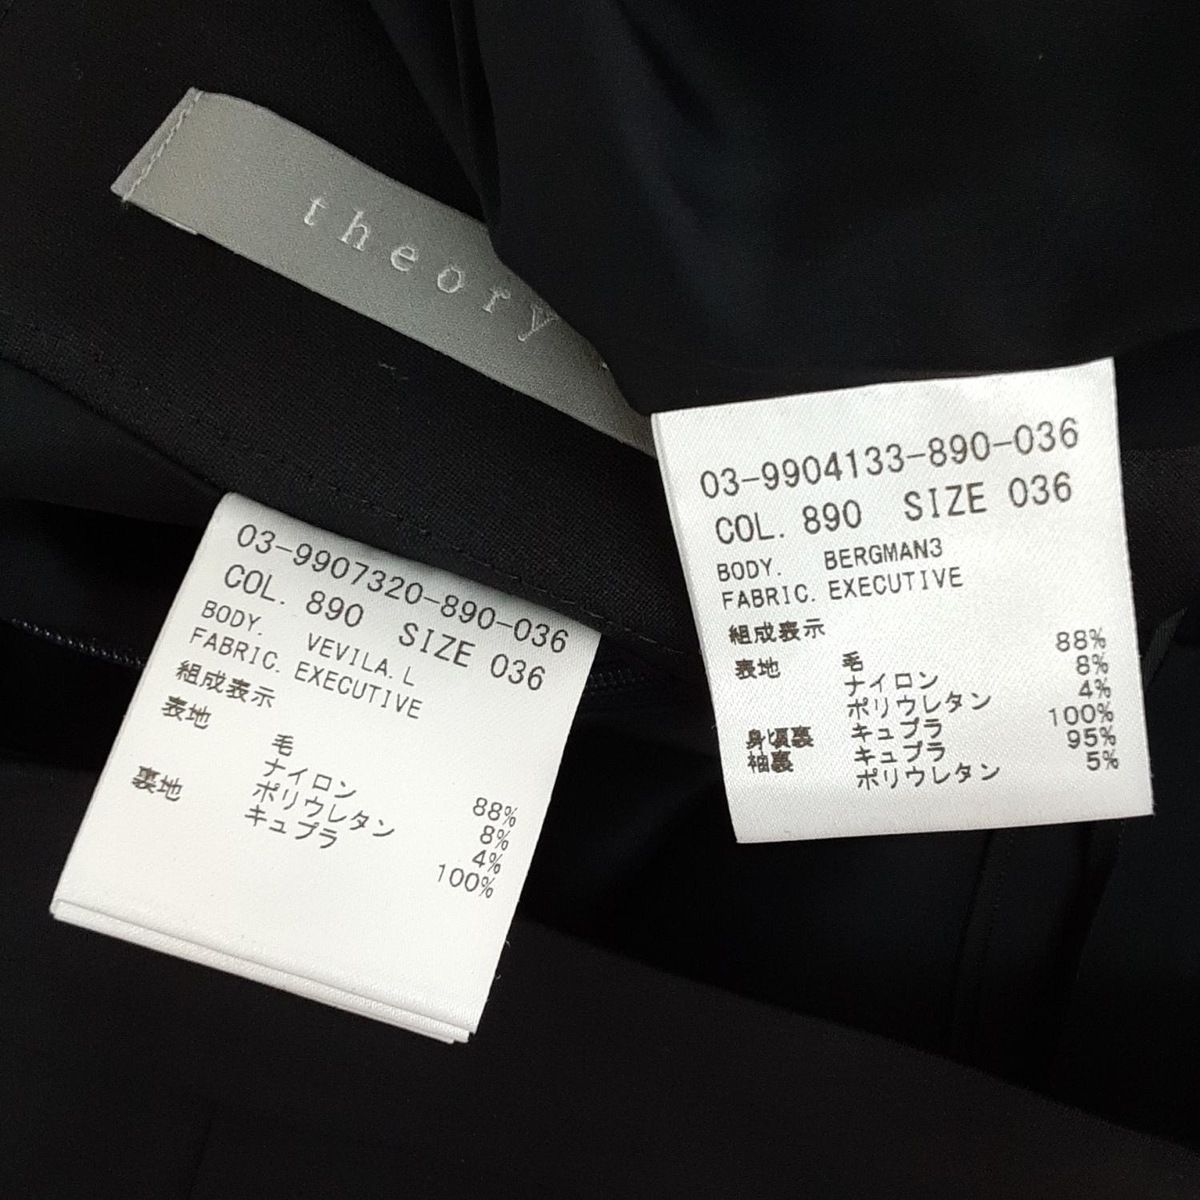 theory
03-9907320-890-036
COL. 890 SIZE 036
BODY. VEVILA.L
FABRIC. EXECUTIVE
組成表示
表地 毛 88%
ナイロン 8%
ポリウレタン 4%
裏地 キュプラ 100%
03-9904133-890-036
COL. 890 SIZE 036
BODY. BERGMAN3
FABRIC. EXECUTIVE
組成表示
表地 毛 88%
ナイロン 8%
ポリウレタン 4%
身頃裏 キュプラ 100%
袖裏 キュプラ 95%
ポリウレタン 5%